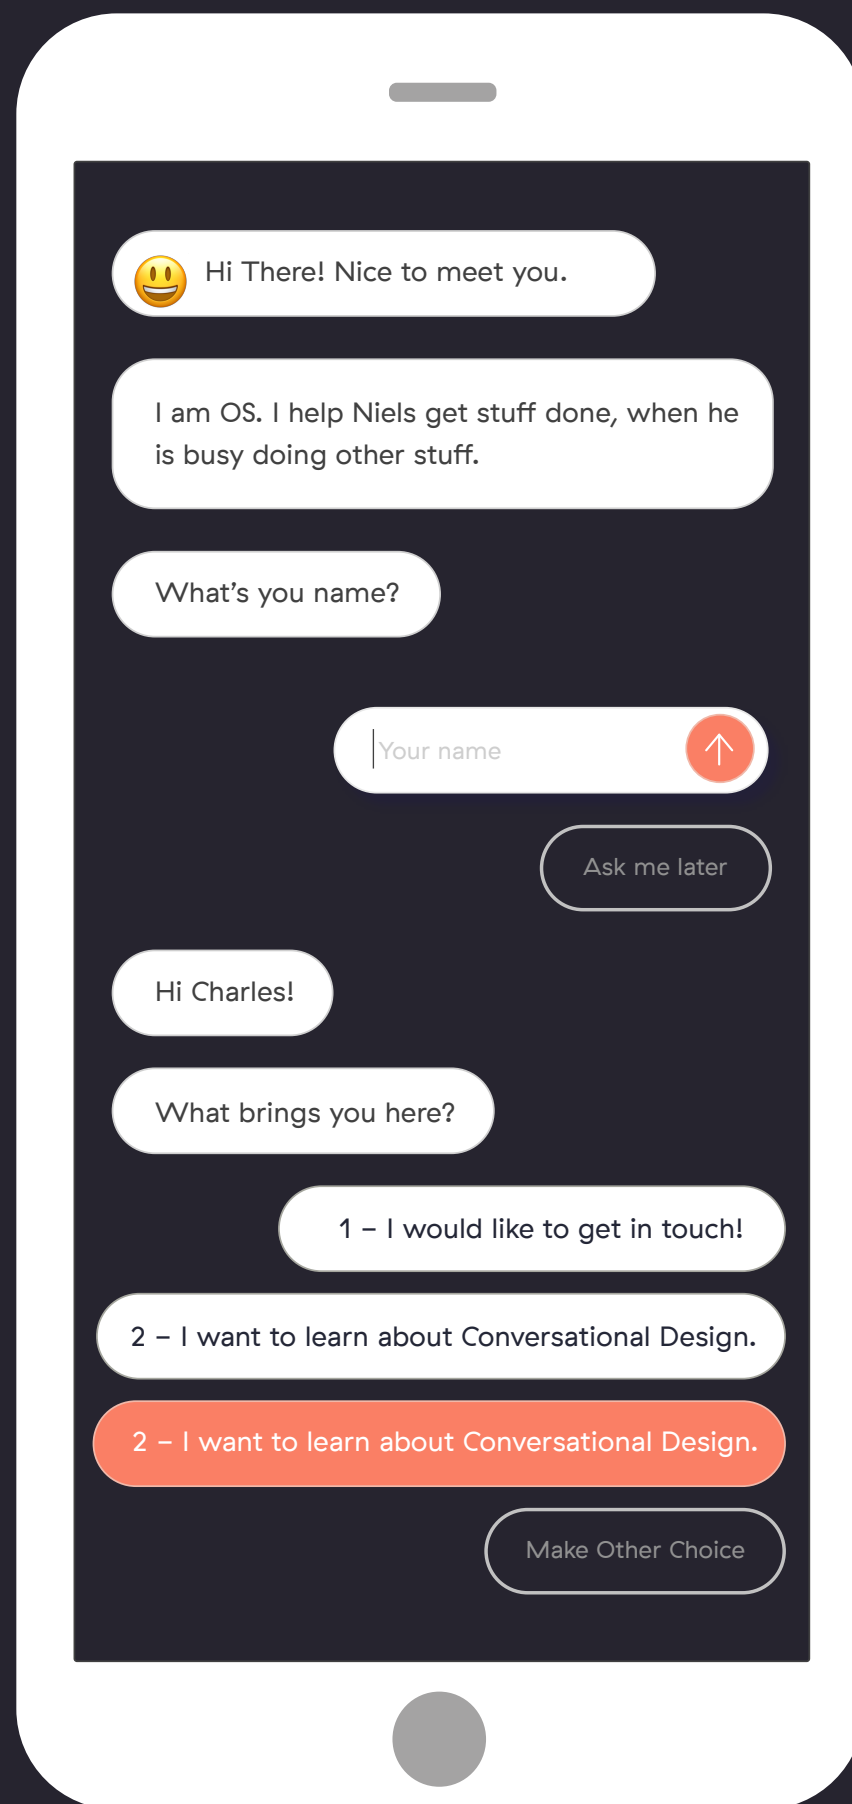 Hi There! Nice to meet you.
I am OS. I help Niels get stuff done, when he
is busy doing other stuff.
What's you name?
Your name
Ask me later
Hi Charles!
What brings you here?
1 – I would like to get in touch!
2 – I want to learn about Conversational Design.
2 – I want to learn about Conversational Design.
Make Other Choice